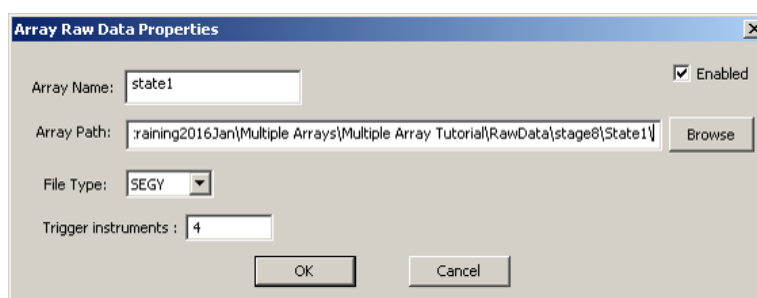 Array Raw Data Properties
Array Name: state1
Enabled
Array Path: :raining2016Jan\Multiple Arrays\Multiple Array Tutorial\RawData\stage8\State1\
Browse
File Type: SEGY
Trigger instruments : 4
OK Cancel